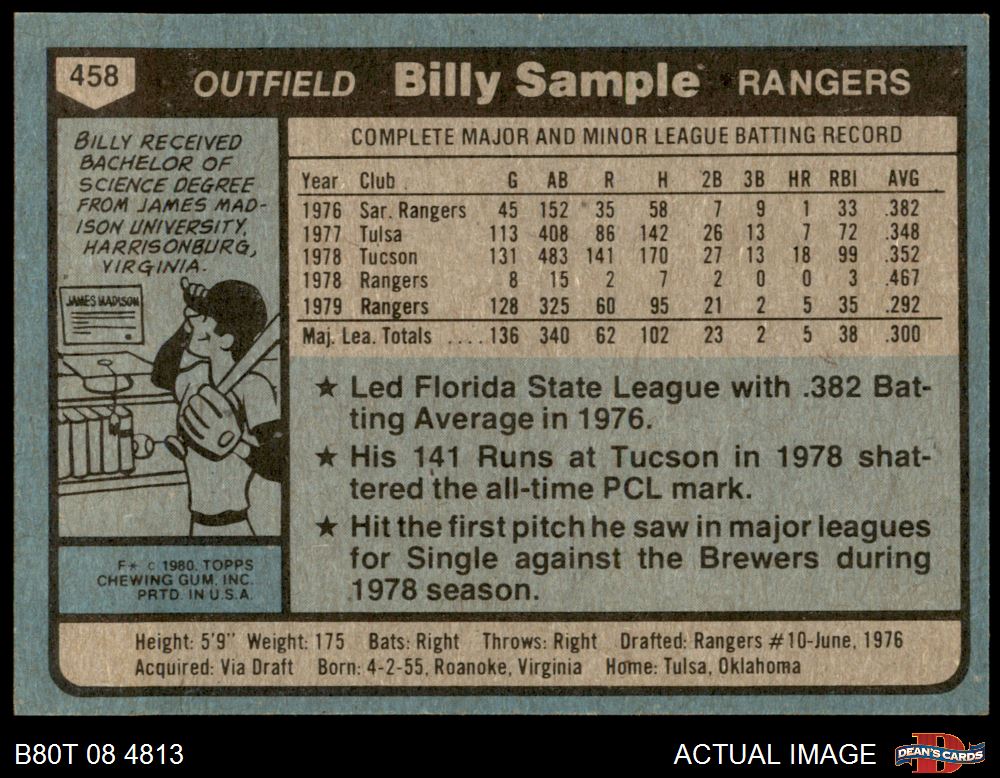 458
OUTFIELD Billy Sample RANGERS
BILLY RECEIVED
BACHELOR OF
SCIENCE DEGREE
FROM JAMES MAD-
ISON UNIVERSITY,
HARRISONBURG,
VIRGINIA.
JAMES MADISON
COMPLETE MAJOR AND MINOR LEAGUE BATTING RECORD
Year Club G AB R H 2B 3B HR RBI AVG
1976 Sar. Rangers 45 152 35 58 7 9 1 33 .382
1977 Tulsa 113 408 86 142 26 13 7 72 .348
1978 Tucson 131 483 141 170 27 13 18 99 .352
1978 Rangers 8 15 2 7 2 0 0 3 .467
1979 Rangers 128 325 60 95 21 2 5 35 .292
Maj. Lea. Totals .... 136 340 62 102 23 2 5 38 .300
★ Led Florida State League with .382 Bat-
ting Average in 1976.
★ His 141 Runs at Tucson in 1978 shat-
tered the all-time PCL mark.
★ Hit the first pitch he saw in major leagues
for Single against the Brewers during
1978 season.
F★ © 1980 TOPPS
CHEWING GUM, INC.
PRTD. IN U.S.A.
Height: 5'9" Weight: 175 Bats: Right Throws: Right Drafted: Rangers #10-June, 1976
Acquired: Via Draft Born: 4-2-55, Roanoke, Virginia Home: Tulsa, Oklahoma
B80T 08 4813
ACTUAL IMAGE
DEAN'S CARDS